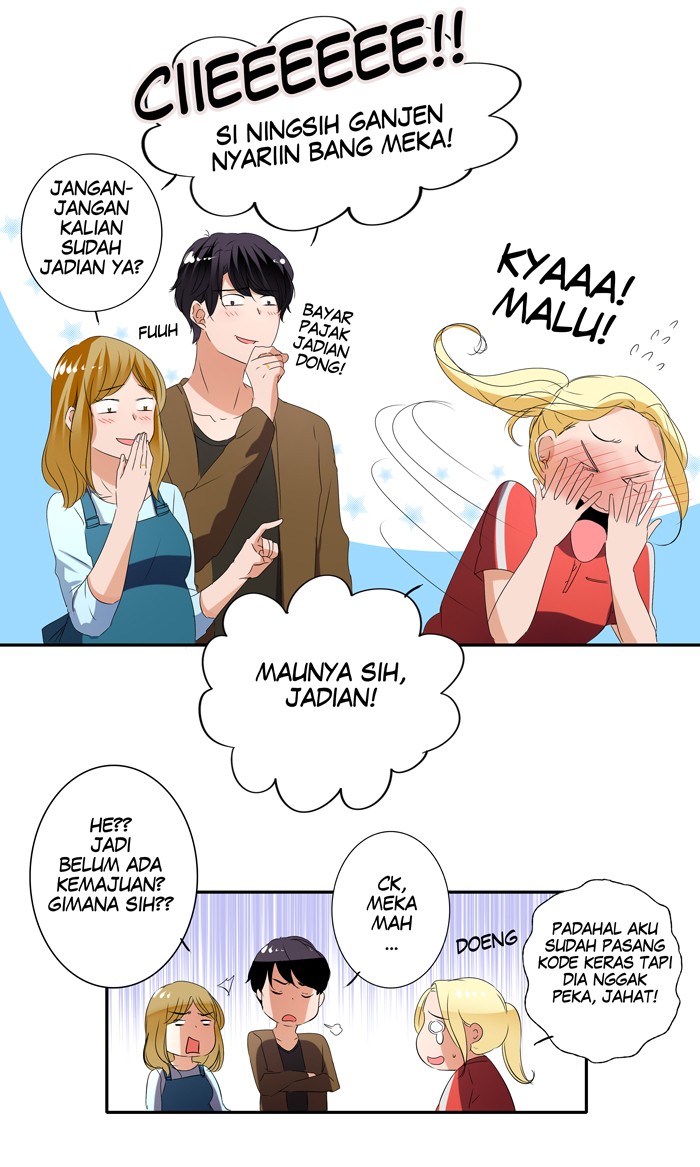 CIIEEEEEE!!
SI NINGSIH GANJEN
NYARIIN BANG MEKA!
JANGAN-
JANGAN
KALIAN
SUDAH
JADIAN YA?
FUUH
BAYAR
PAJAK
JADIAN
DONG!
KYAAA!
MALU!
MAUNYA SIH,
JADIAN!
HE??
JADI
BELUM ADA
KEMAJUAN?
GIMANA SIH??
CK,
MEKA
MAH
...
DOENG
PADAHAL AKU
SUDAH PASANG
KODE KERAS TAPI
DIA NGGAK
PEKA, JAHAT!